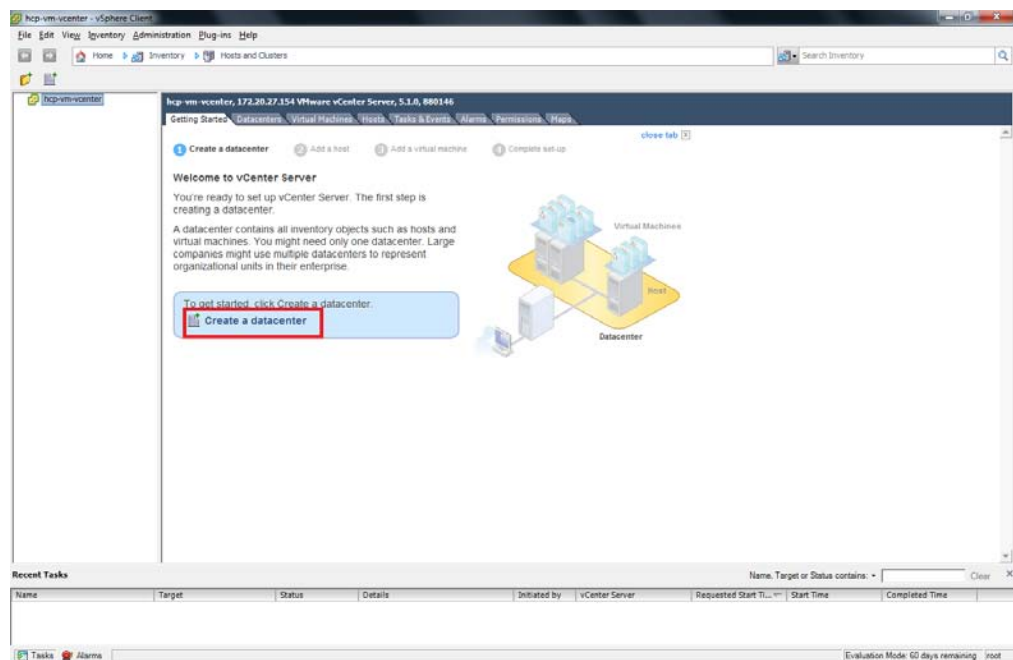 hcp-vm-vcenter - vSphere Client
File Edit View Inventory Administration Plug-ins Help
Home Inventory Hosts and Clusters
Search Inventory
hcp-vm-vcenter
hcp-vm-vcenter, 172.20.27.154 VMware vCenter Server, 5.1.0, 880146
Getting Started Datacenters Virtual Machines Hosts Tasks & Events Alarms Permissions Maps
close tab
1 Create a datacenter 2 Add a host 3 Add a virtual machine 4 Complete set-up
Welcome to vCenter Server
You're ready to set up vCenter Server. The first step is
creating a datacenter.
A datacenter contains all inventory objects such as hosts and
virtual machines. You might need only one datacenter. Large
companies might use multiple datacenters to represent
organizational units in their enterprise.
To get started, click Create a datacenter.
Create a datacenter
Virtual Machines
Host
Datacenter
Recent Tasks
Name, Target or Status contains:
Clear
Name Target Status Details Initiated by vCenter Server Requested Start Ti... Start Time Completed Time
Tasks Alarms
Evaluation Mode: 60 days remaining root